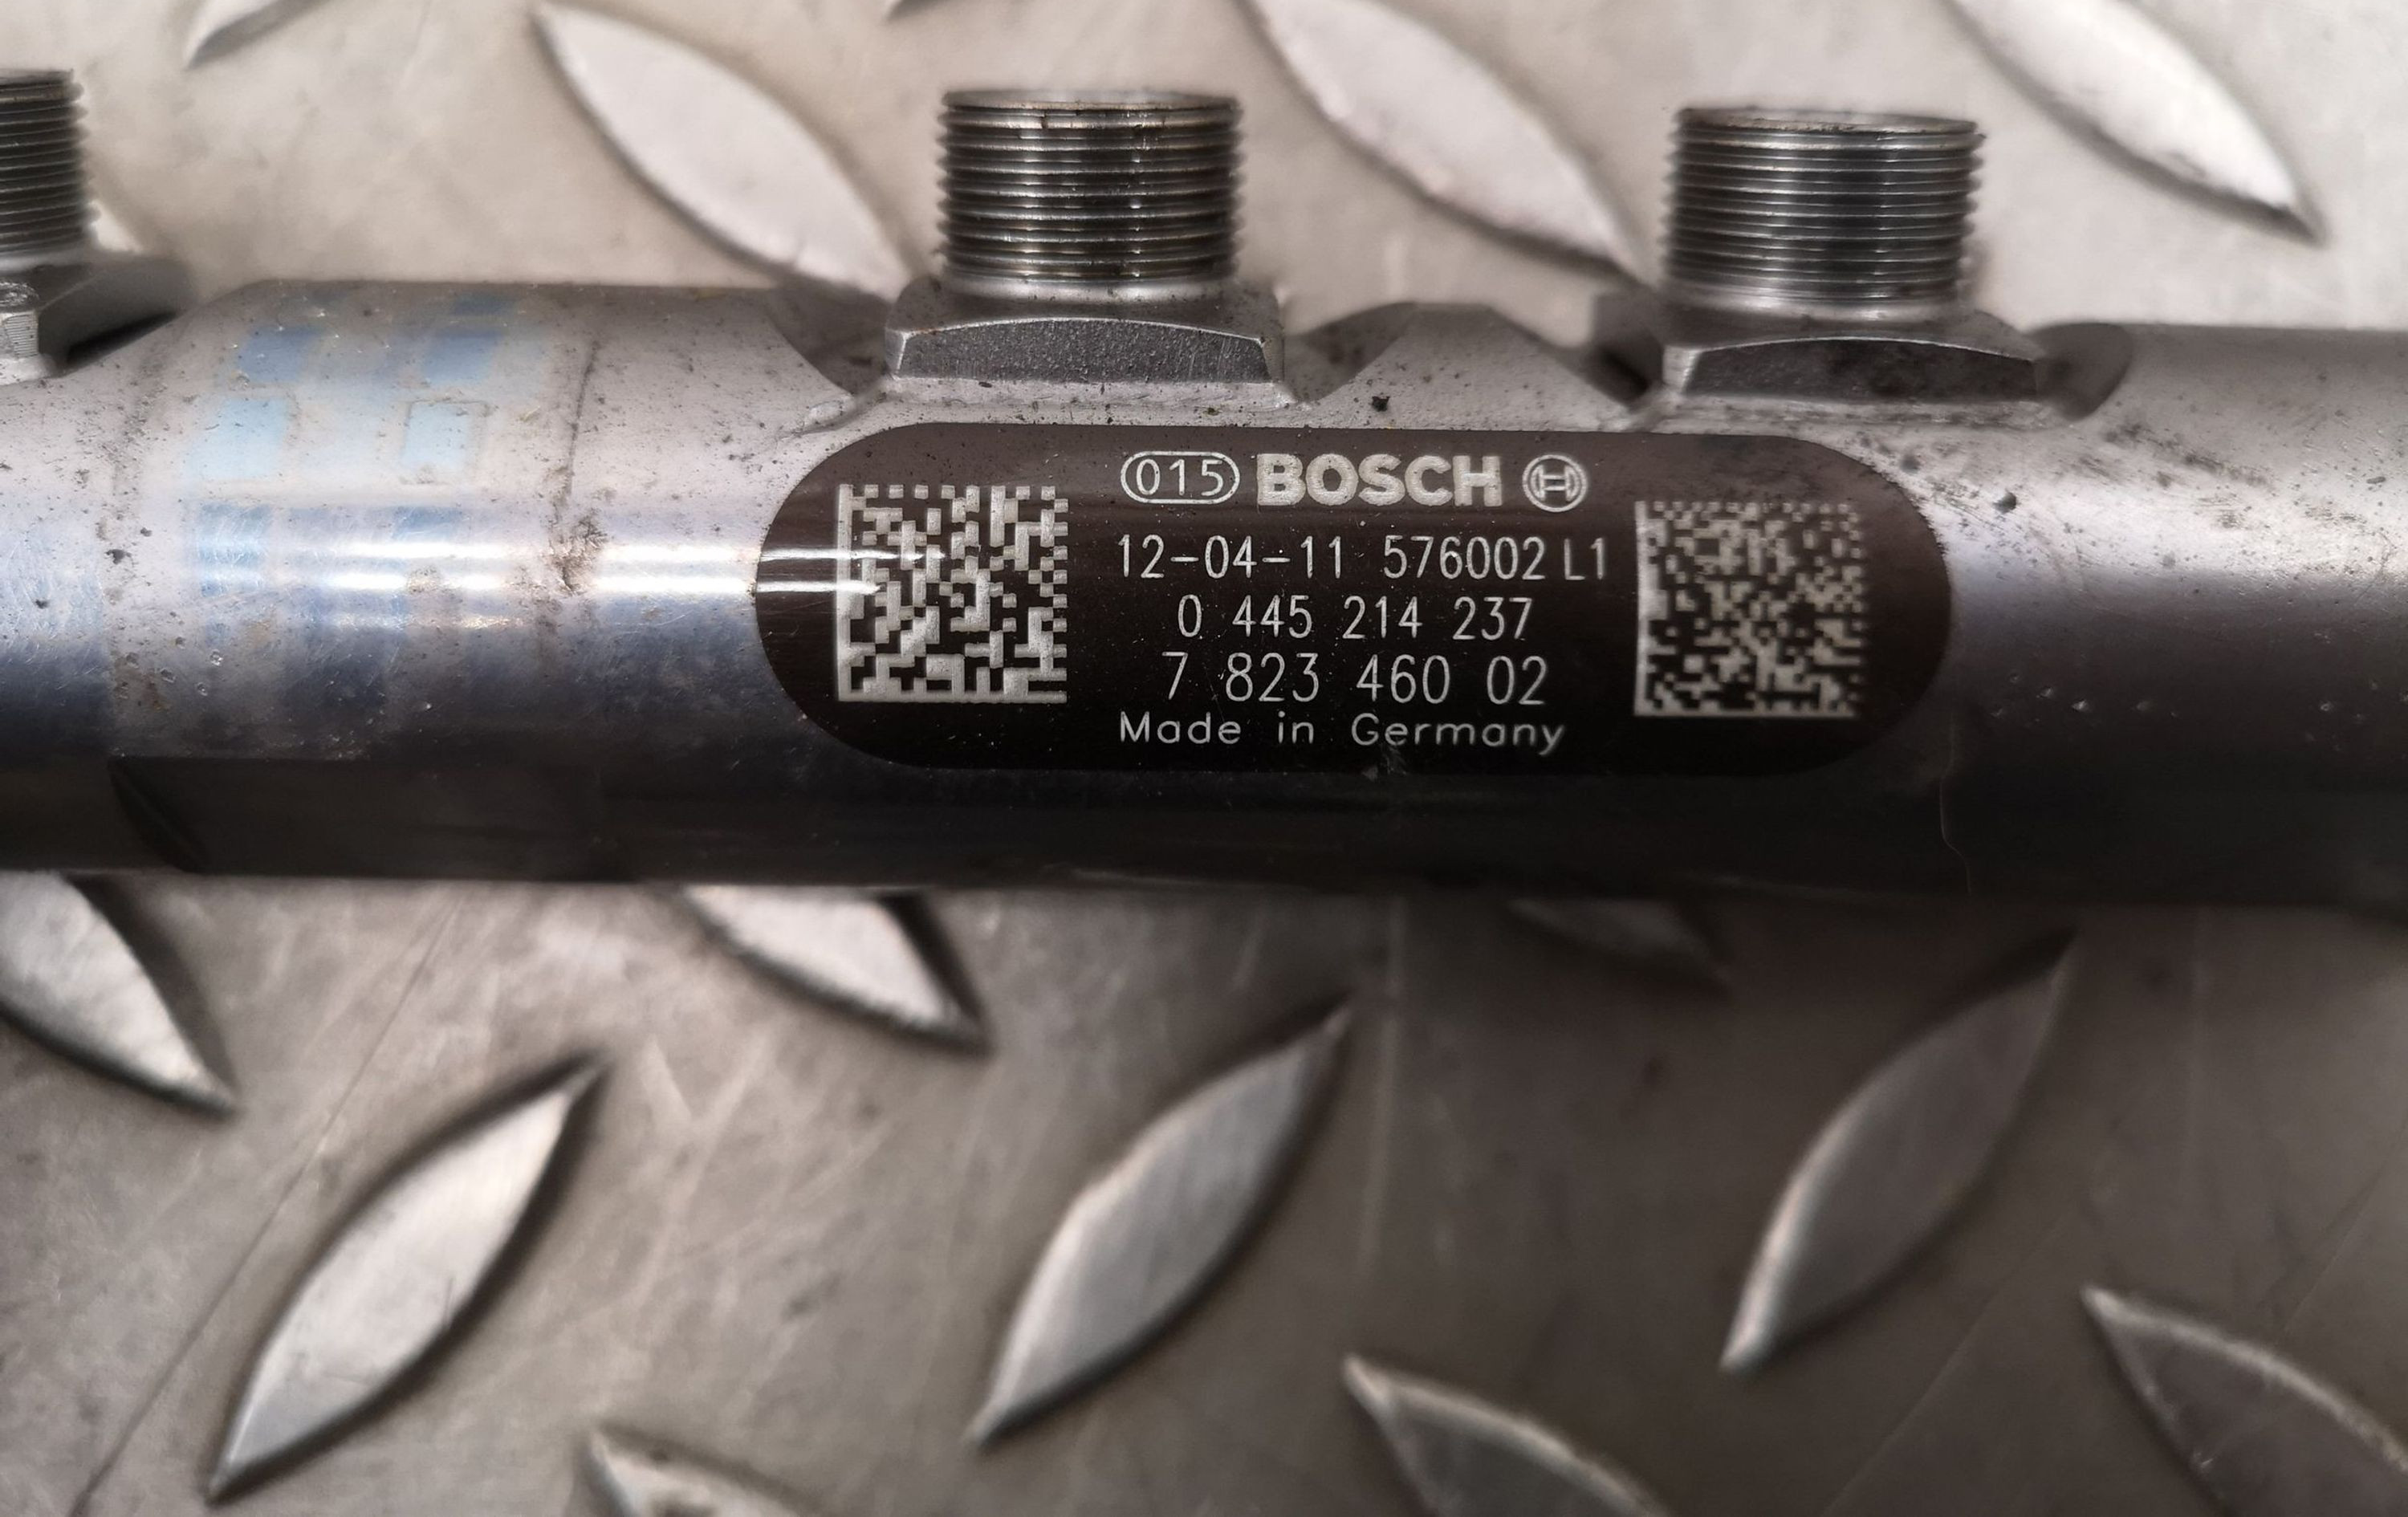 015 BOSCH
12-04-11 576002 L1
0 445 214 237
7 823 460 02
Made in Germany